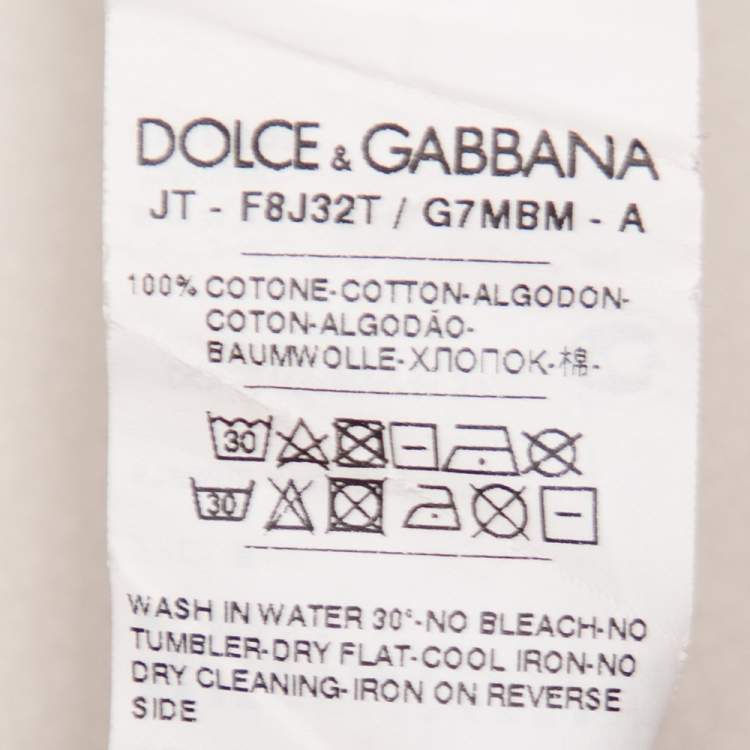 DOLCE & GABBANA
JT - F8J32T / G7MBM - A
100% COTONE-COTTON-ALGODON-
COTON-ALGODÃO-
BAUMWOLLE-ХЛОПОК-棉-
30
30
WASH IN WATER 30°-NO BLEACH-NO
TUMBLER-DRY FLAT-COOL IRON-NO
DRY CLEANING-IRON ON REVERSE
SIDE